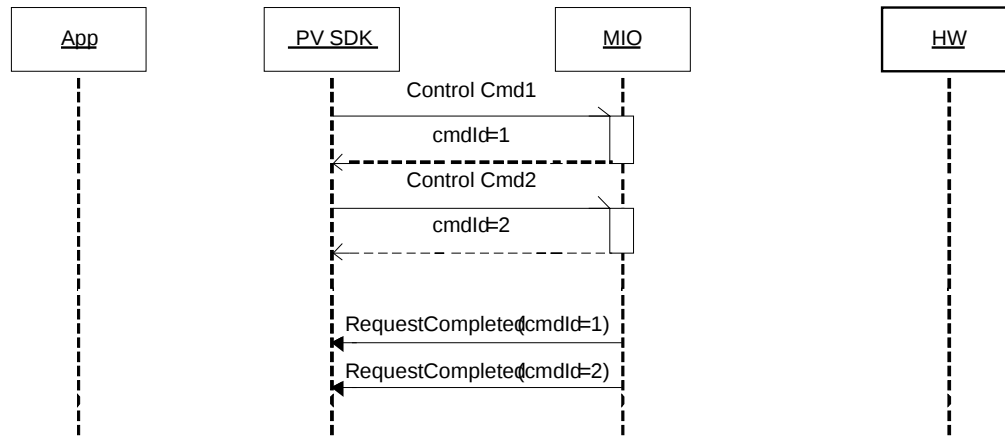 App
PV SDK
MIO
HW
Control Cmd1
cmdId=1
Control Cmd2
cmdId=2
RequestCompleted(cmdId=1)
RequestCompleted(cmdId=2)